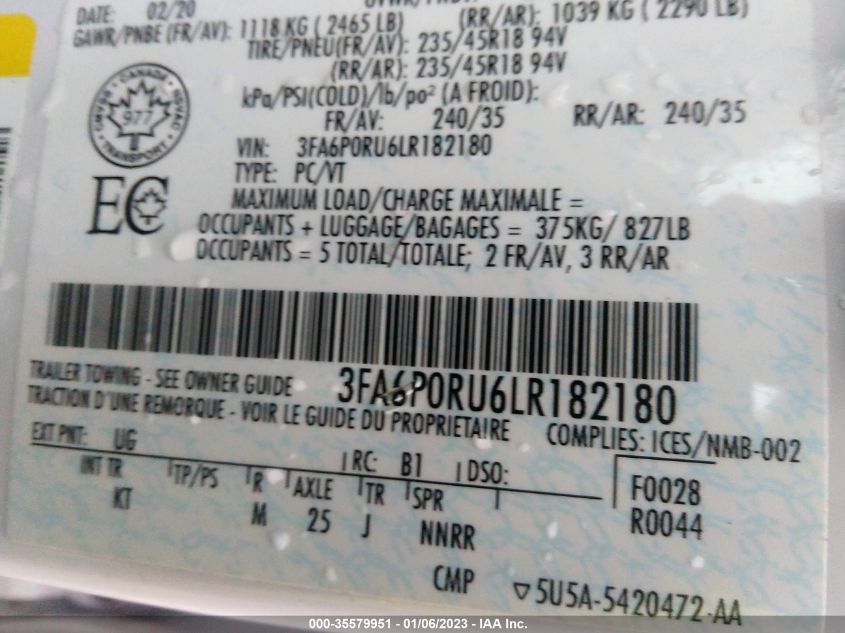 DATE: 02/20
GAWR/PNBE (FR/AV): 1118 KG ( 2465 LB) (RR/AR): 1039 KG ( 2290 LB)
TIRE/PNEU(FR/AV): 235/45R18 94V
(RR/AR): 235/45R18 94V
kPa/PSI(COLD)/lb/po² (A FROID):
FR/AV: 240/35 RR/AR: 240/35
VIN: 3FA6P0RU6LR182180
TYPE: PC/VT
CANADA
977
TRANSPORT
EC
MAXIMUM LOAD/CHARGE MAXIMALE =
OCCUPANTS + LUGGAGE/BAGAGES = 375KG/ 827LB
OCCUPANTS = 5 TOTAL/TOTALE; 2 FR/AV, 3 RR/AR
TRAILER TOWING - SEE OWNER GUIDE 3FA6P0RU6LR182180
TRACTION D'UNE REMORQUE - VOIR LE GUIDE DU PROPRIETAIRE
COMPLIES: ICES/NMB-002
EXT PNT: UG RC: B1 DSO:
INT TR TP/PS R AXLE TR SPR F0028
KT M 25 J NNRR R0044
CMP 5U5A-5420472-AA
000-35579951 - 01/06/2023 - IAA Inc.